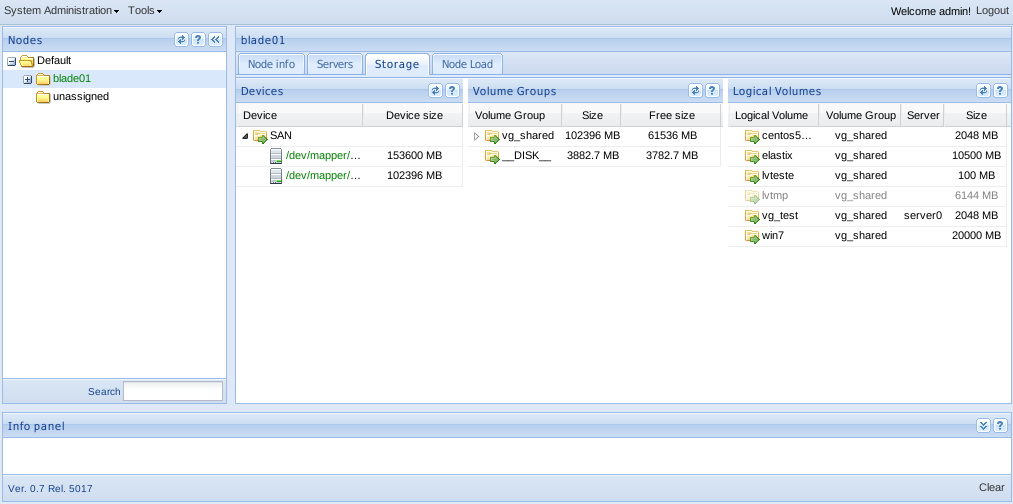 System Administration Tools Welcome admin! Logout
Nodes
Default
blade01
unassigned
Search
blade01
Node info Servers Storage Node Load
Devices
Device Device size
SAN
/dev/mapper/... 153600 MB
/dev/mapper/... 102396 MB
Volume Groups
Volume Group Size Free size
vg_shared 102396 MB 61536 MB
__DISK__ 3882.7 MB 3782.7 MB
Logical Volumes
Logical Volume Volume Group Server Size
centos5... vg_shared 2048 MB
elastix vg_shared 10500 MB
lvteste vg_shared 100 MB
lvtmp vg_shared 6144 MB
vg_test vg_shared server0 2048 MB
win7 vg_shared 20000 MB
Info panel
Ver. 0.7 Rel. 5017 Clear